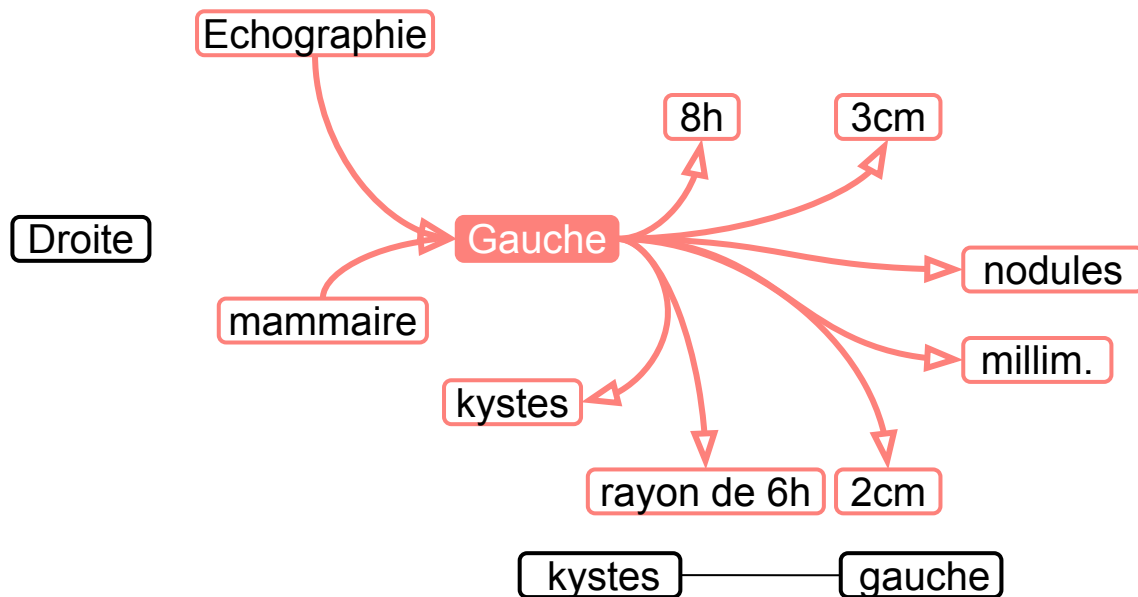 Echographie
8h
3cm
Droite
Gauche
nodules
mammaire
millim.
kystes
rayon de 6h
2cm
kystes
gauche